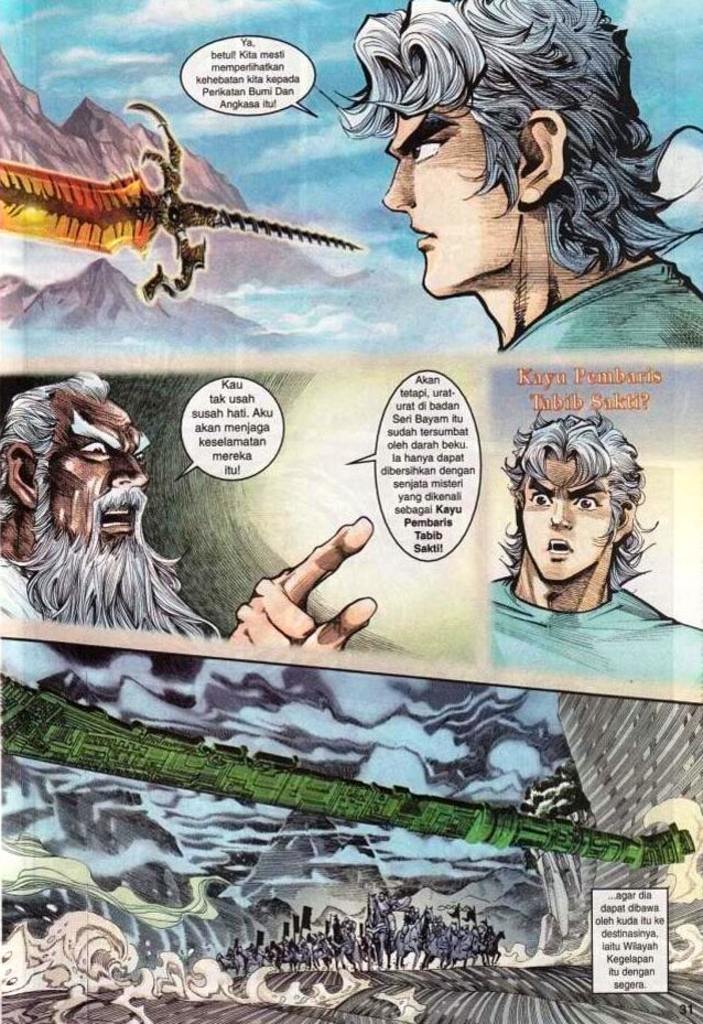 Ya,
betul! Kita mesti
memperlihatkan
kehebatan kita kepada
Perikatan Bumi Dan
Angkasa itu!
Kau
tak usah
susah hati. Aku
akan menjaga
keselamatan
mereka
itu!
Akan
tetapi, urat-
urat di badan
Seri Bayam itu
sudah tersumbat
oleh darah beku.
Ia hanya dapat
dibersihkan dengan
senjata misteri
yang dikenali
sebagai Kayu
Pembaris
Tabib
Sakti!
Kayu Pembaris
Tabib Sakti?
...agar dia
dapat dibawa
oleh kuda itu ke
destinasinya,
iaitu Wilayah
Kegelapan
itu dengan
segera.
31